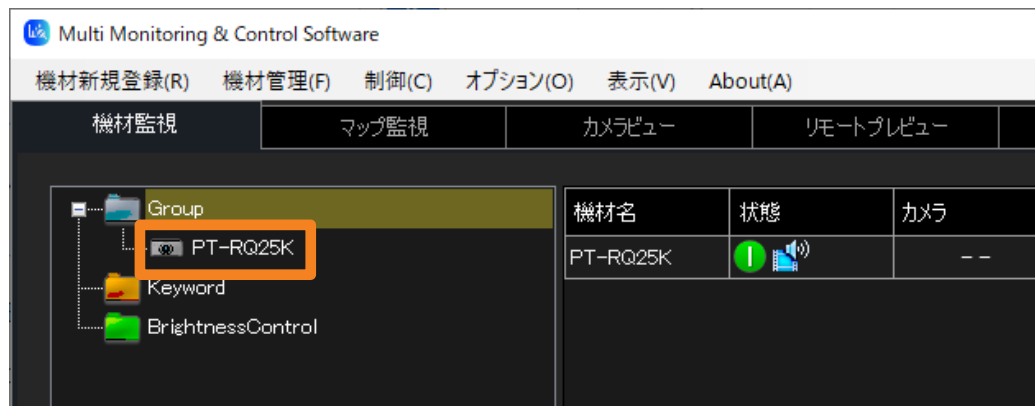 Multi Monitoring & Control Software
機材新規登録(R) 機材管理(F) 制御(C) オプション(O) 表示(V) About(A)
機材監視 マップ監視 カメラビュー リモートプレビュー
Group
PT-RQ25K
Keyword
BrightnessControl
機材名 状態 カメラ
PT-RQ25K --